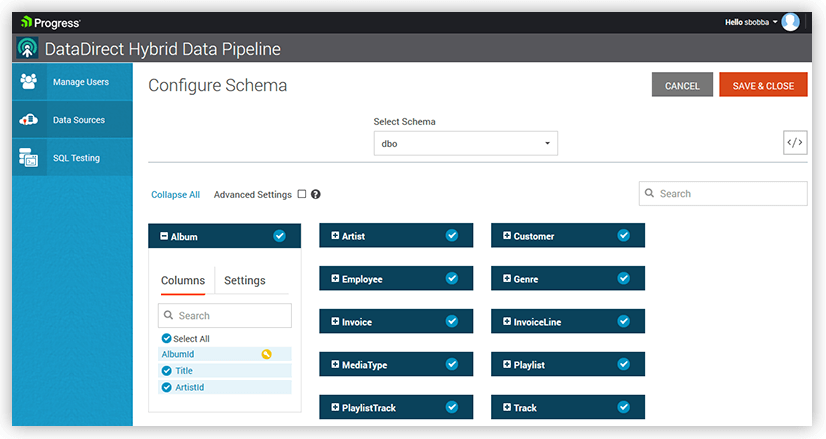 Progress
Hello sbobba
DataDirect Hybrid Data Pipeline
Manage Users
Data Sources
SQL Testing
Configure Schema
CANCEL
SAVE & CLOSE
Select Schema
dbo
</>
Collapse All
Advanced Settings
?
Search
Album
Columns
Settings
Search
Select All
AlbumId
Title
ArtistId
Artist
Customer
Employee
Genre
Invoice
InvoiceLine
MediaType
Playlist
PlaylistTrack
Track